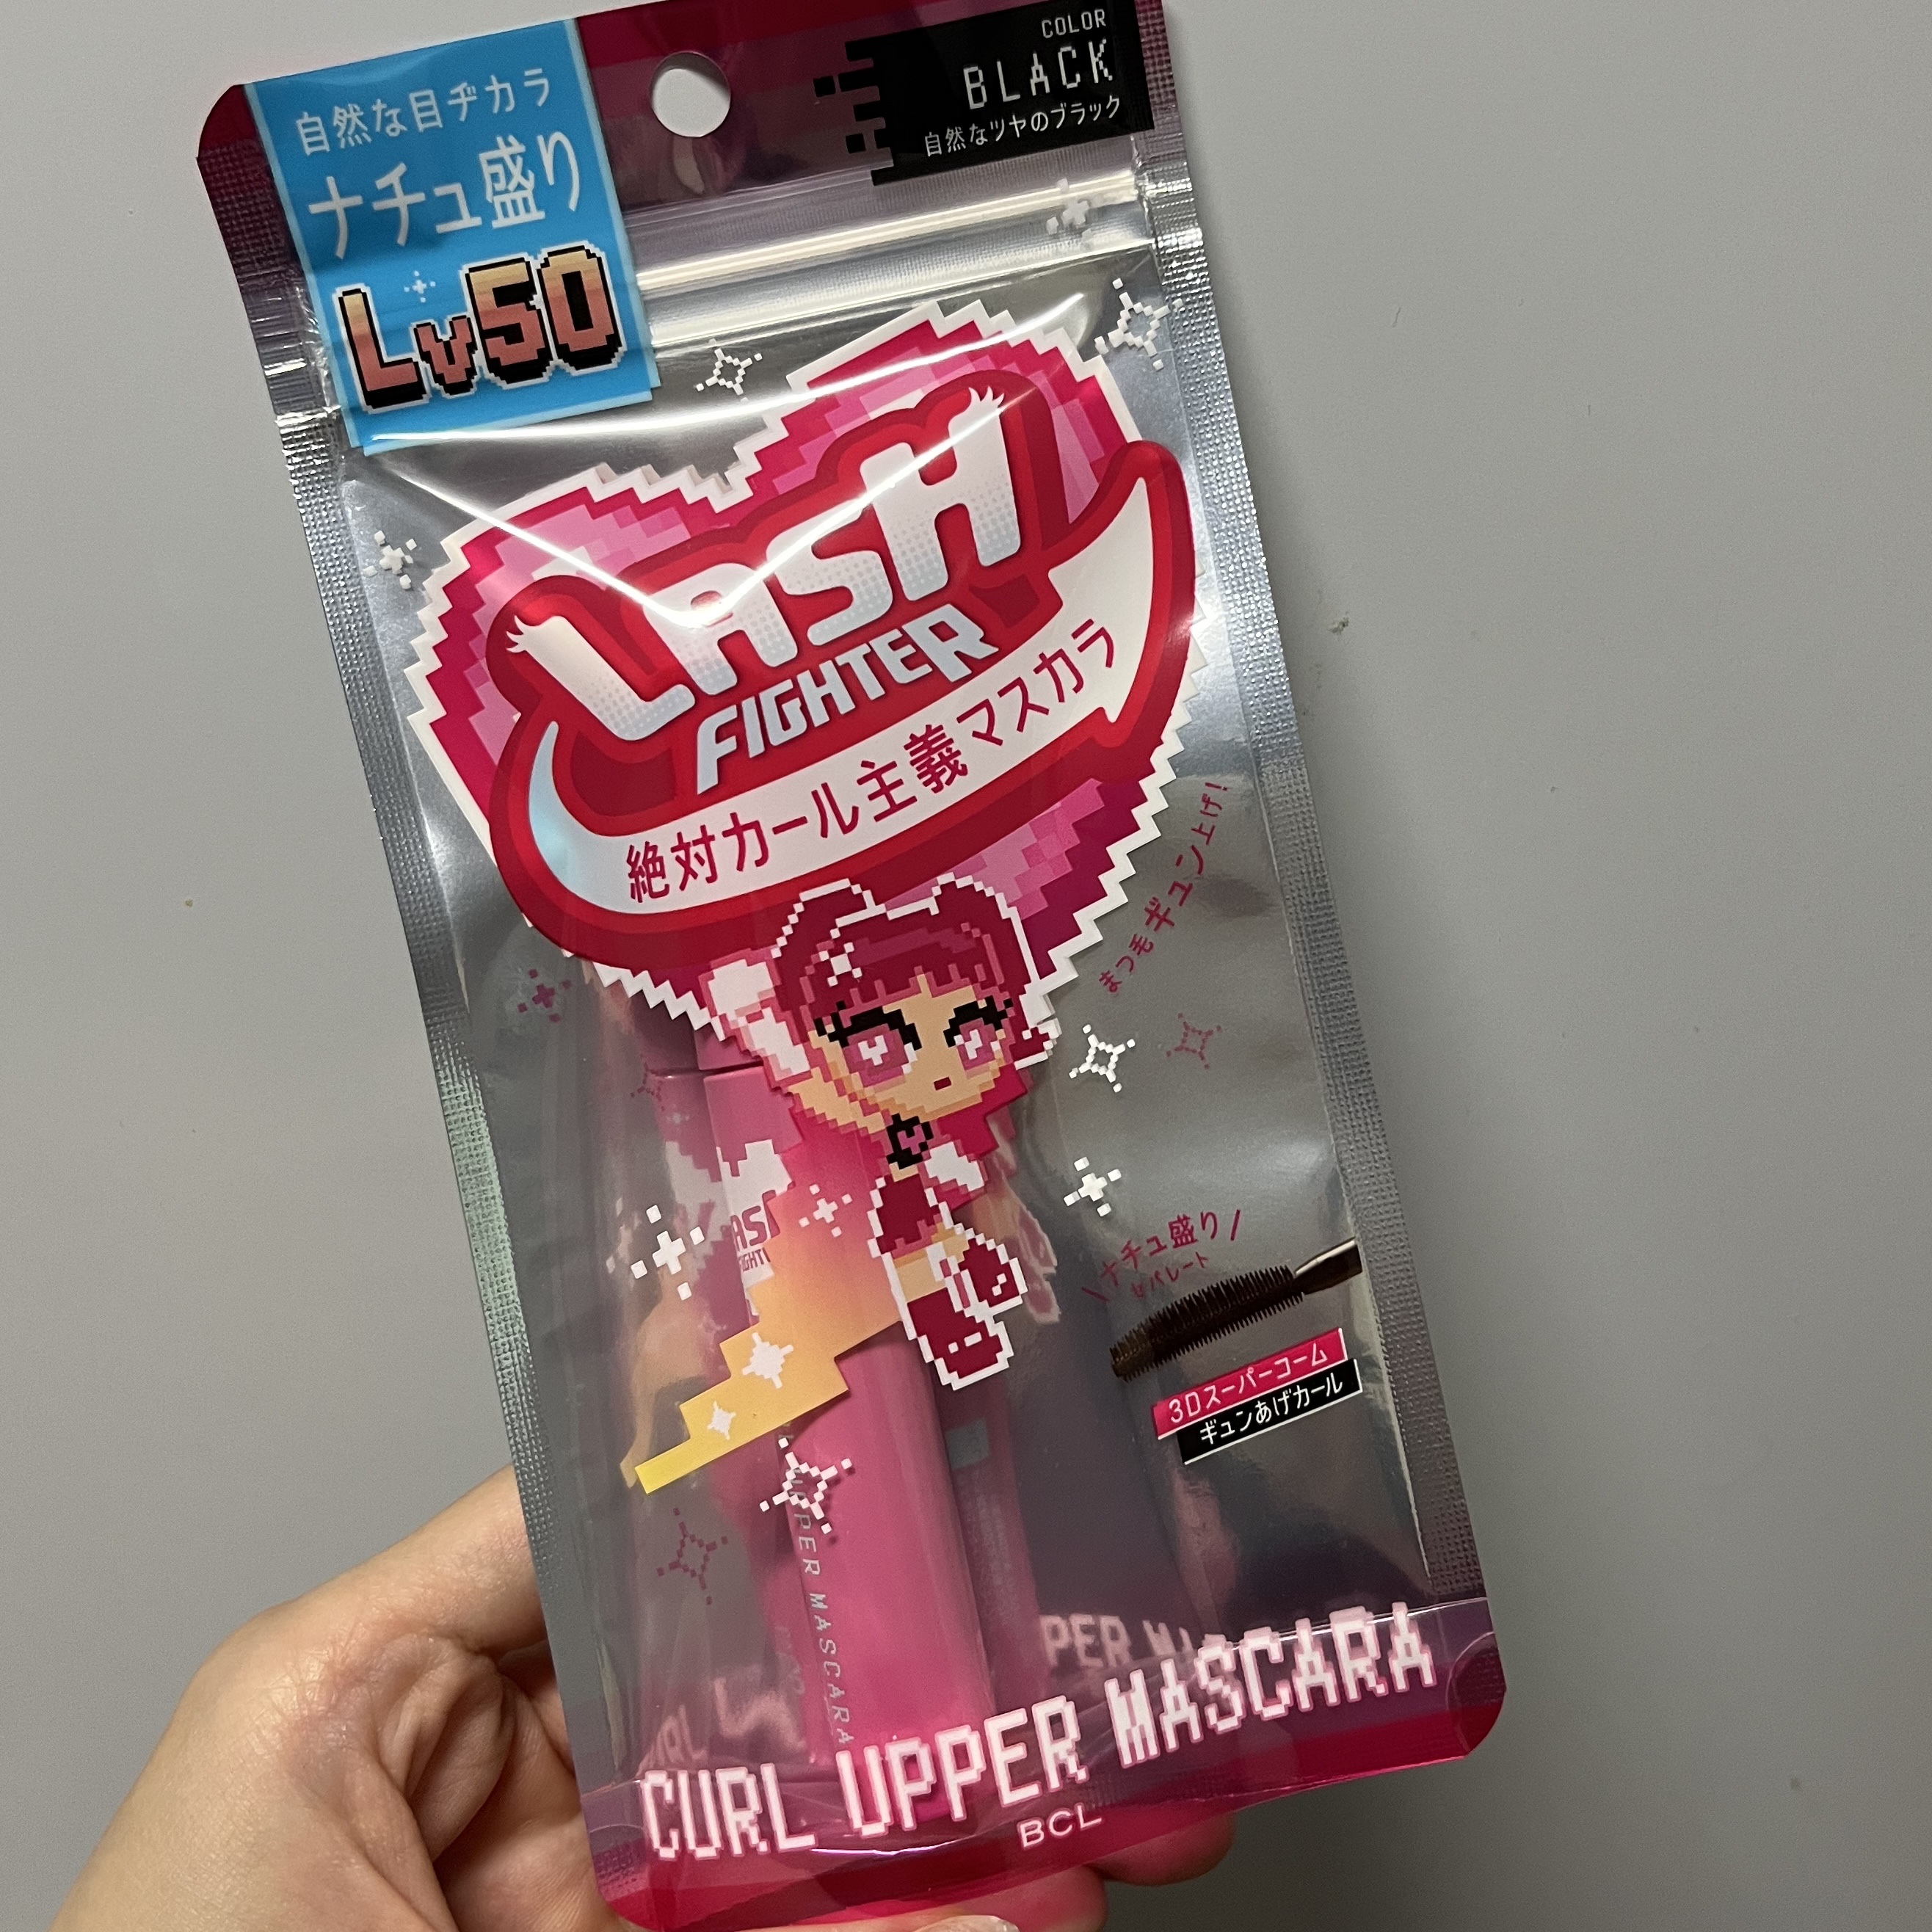 自然な目ヂカラ
ナチュ盛り
Lv50
COLOR
BLACK
自然なツヤのブラック
LASH
FIGHTER
絶対カール主義マスカラ
まつ毛ギュン上げ!
\ナチュ盛り/
セパレート
3Dスーパーコーム
ギュンあげカール
UPPER MASCARA
CURL UPPER MASCARA
BCL